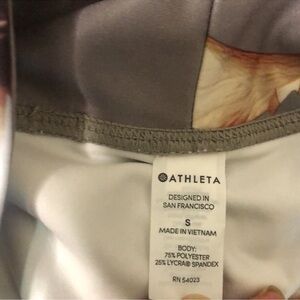 ATHLETA
DESIGNED IN
SAN FRANCISCO
S
MADE IN VIETNAM
BODY:
75% POLYESTER
25% LYCRA® SPANDEX
RN 54023